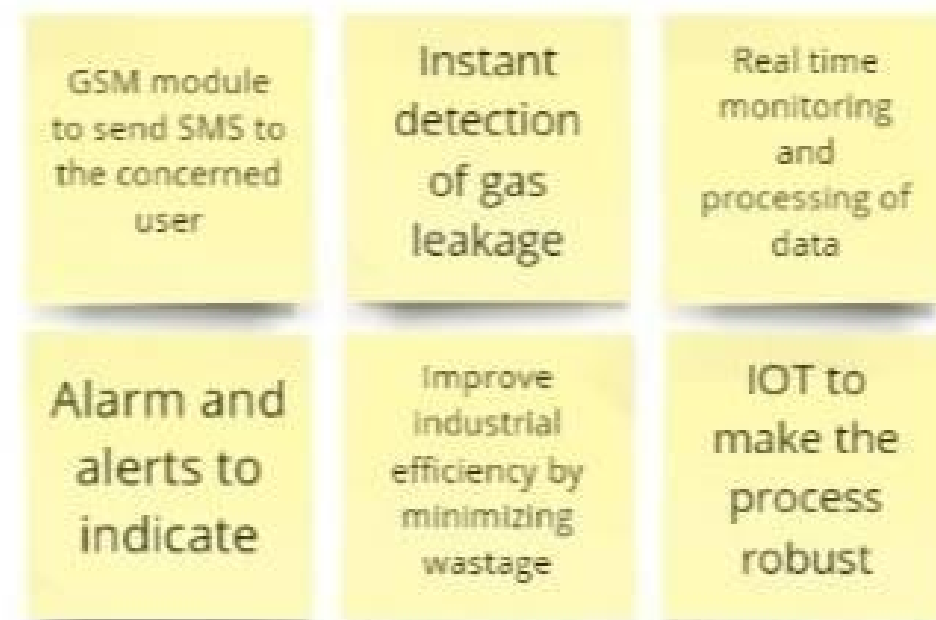 GSM module
to send SMS to
the concerned
user
Instant
detection
of gas
leakage
Real time
monitoring
and
processing of
data
Alarm and
alerts to
indicate
Improve
industrial
efficiency by
minimizing
wastage
IOT to
make the
process
robust